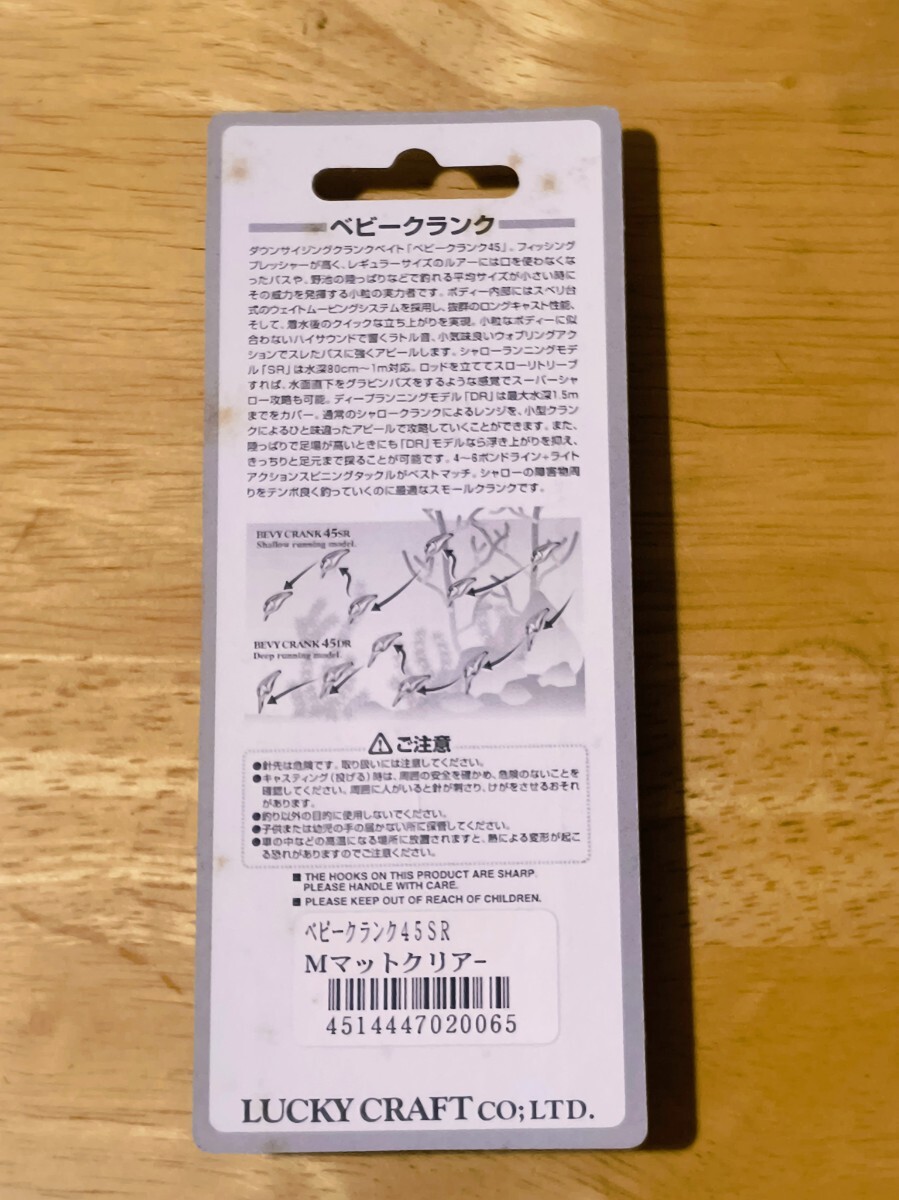 ベビークランク
ダウンサイジングクランクベイト「ベビークランク45」。フィッシング
プレッシャーが高く、レギュラーサイズのルアーには口を使わなくな
ったバスや、野池の陸っぱりなどで釣れる平均サイズが小さい時に
その威力を発揮する小粒の実力者です。ボディー内部にはスベリ台
式のウェイトムービングシステムを採用し、抜群のロングキャスト性能、
そして、着水後のクイックな立ち上がりを実現。小粒なボディーに似
合わないハイサウンドで響くラトル音、小気味良いウォブリングアク
ションでスレたバスに強くアピールします。シャローランニングモデ
ル「SR」は水深80cm〜1m対応。ロッドを立ててスローリトリーブ
すれば、水面直下をグラビンバズをするような感覚でスーパーシャ
ロー攻略も可能。ディープランニングモデル「DR」は最大水深1.5m
までをカバー。通常のシャロークランクによるレンジを、小型クラン
クによるひと味違ったアピールで攻略していくことができます。また、
陸っぱりで足場が高いときにも「DR」モデルなら浮き上がりを抑え、
きっちりと足元まで探ることが可能です。4〜6ポンドライン+ライト
アクションスピニングタックルがベストマッチ。シャローの障害物周
りをテンポ良く釣っていくのに最適なスモールクランクです。
BEVY CRANK 45SR
Shallow running model.
BEVY CRANK 45DR
Deep running model.
ご注意
●針先は危険です。取り扱いには注意してください。
●キャスティング(投げる)時は、周囲の安全を確かめ、危険のないことを
確認してください。周囲に人がいると針が刺さり、けがをさせるおそれ
があります。
●釣り以外の目的に使用しないでください。
●子供または幼児の手の届かない所に保管してください。
●車の中などの高温になる場所に放置されますと、熱による変形が起こ
る恐れがありますのでご注意ください。
■ THE HOOKS ON THIS PRODUCT ARE SHARP.
PLEASE HANDLE WITH CARE.
■ PLEASE KEEP OUT OF REACH OF CHILDREN.
ベビークランク45SR
Mマットクリアー
4514447020065
LUCKY CRAFT CO;LTD.